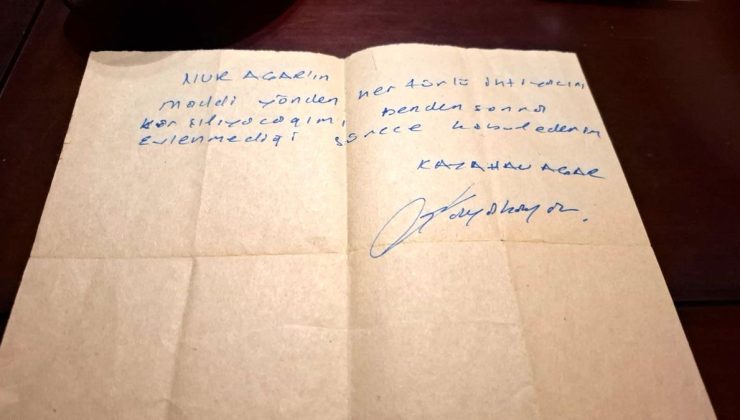 NUR AGAR'ın her türlü ihtiyacını
maddi yönden
karşılıyacağımı benden sonra
evlenmediği sürece kabul ederim
KAZAHAN AGAR